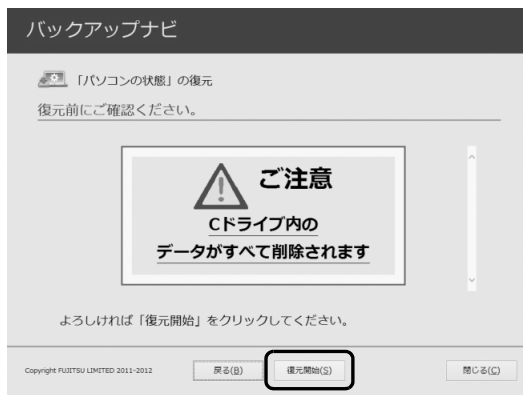 バックアップナビ
「パソコンの状態」の復元
復元前にご確認ください。
ご注意
Cドライブ内の
データがすべて削除されます
よろしければ「復元開始」をクリックしてください。
Copyright FUJITSU LIMITED 2011-2012 戻る(B) 復元開始(S) 閉じる(C)